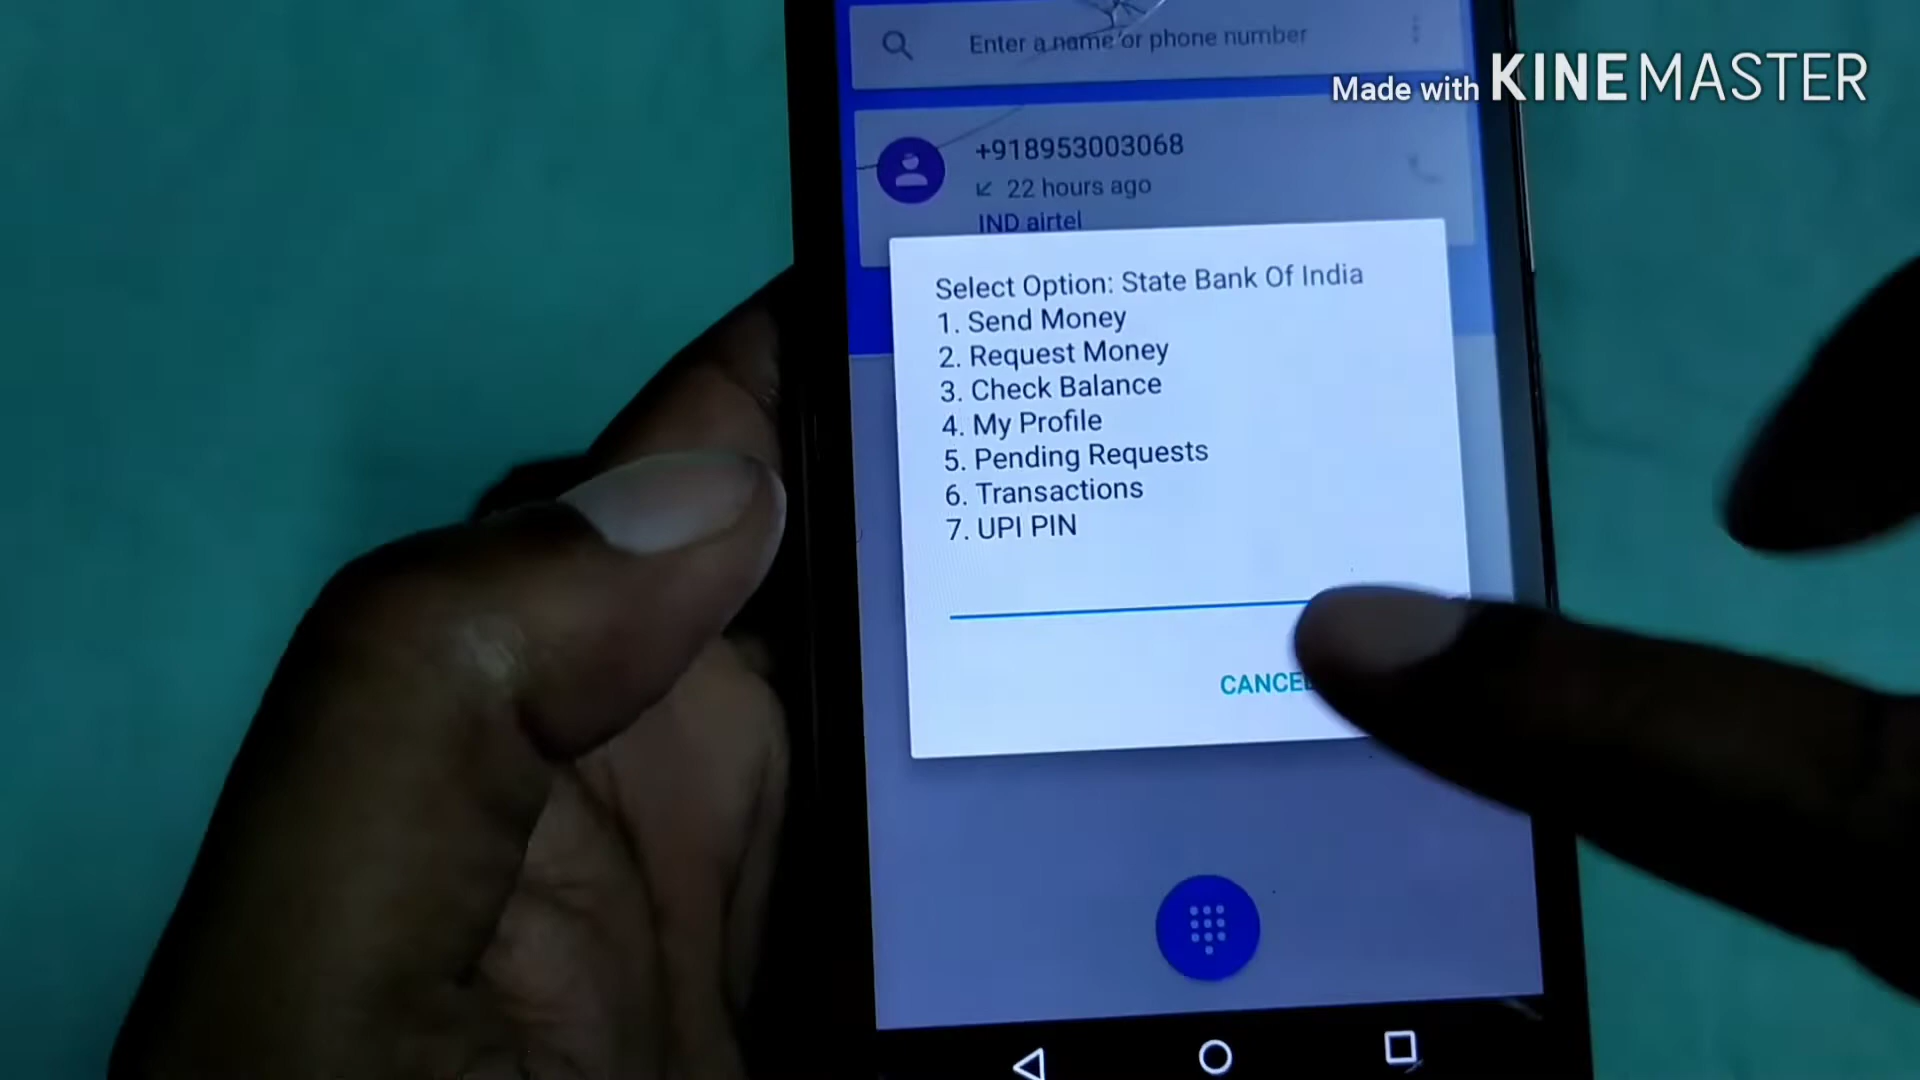 Enter a name or phone number
Made with KINEMASTER
+918953003068
22 hours ago
IND airtel
Select Option: State Bank Of India
1. Send Money
2. Request Money
3. Check Balance
4. My Profile
5. Pending Requests
6. Transactions
7. UPI PIN
CANCEL